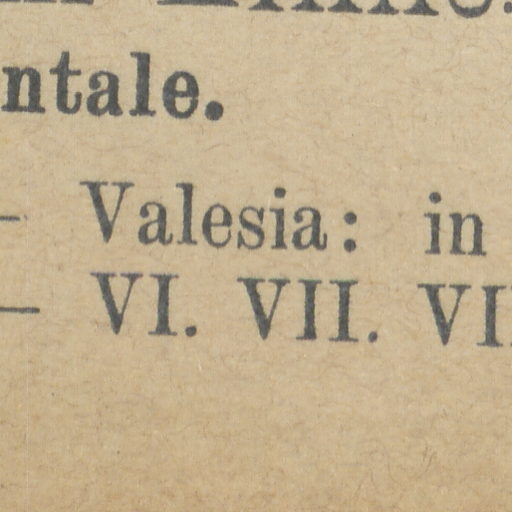 ntale.
– Valesia: in
– VI. VII. VI